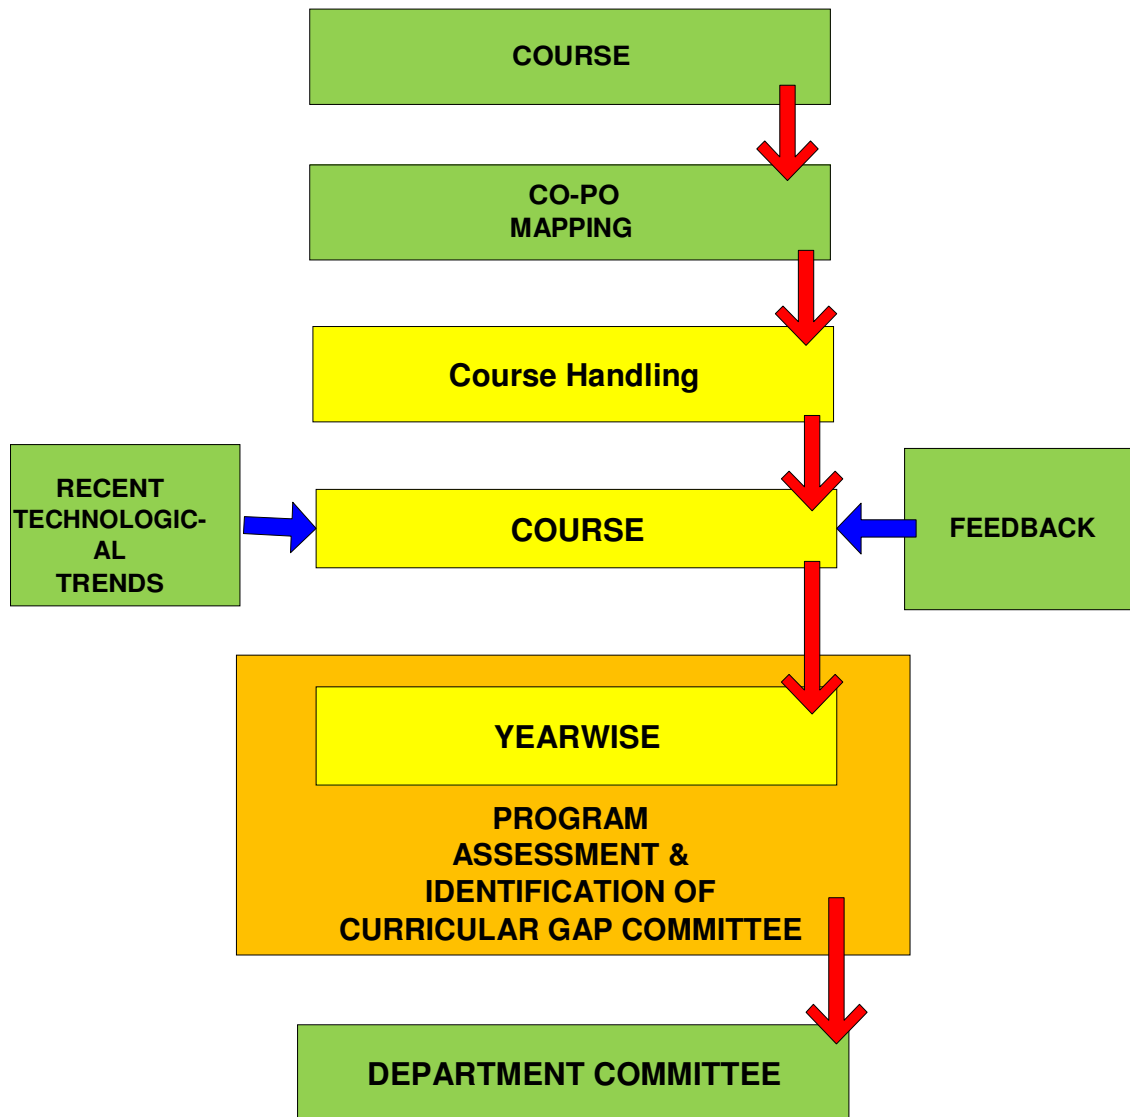 COURSE
CO-PO
MAPPING
Course Handling
RECENT
TECHNOLOGIC-
AL
TRENDS
COURSE
FEEDBACK
YEARWISE
PROGRAM
ASSESSMENT &
IDENTIFICATION OF
CURRICULAR GAP COMMITTEE
DEPARTMENT COMMITTEE